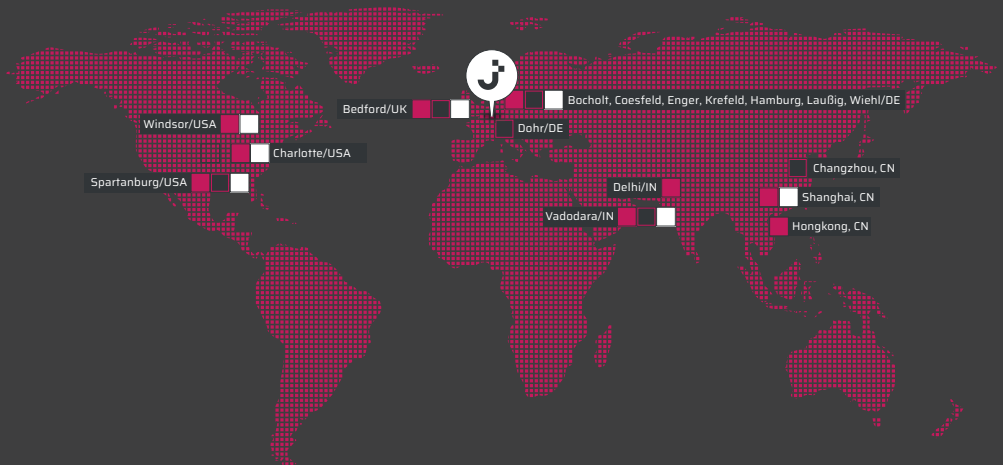 Bocholt, Coesfeld, Enger, Krefeld, Hamburg, Laußig, Wiehl/DE
Bedford/UK
Windsor/USA
Dohr/DE
Charlotte/USA
Changzhou, CN
Spartanburg/USA
Delhi/IN
Shanghai, CN
Vadodara/IN
Hongkong, CN